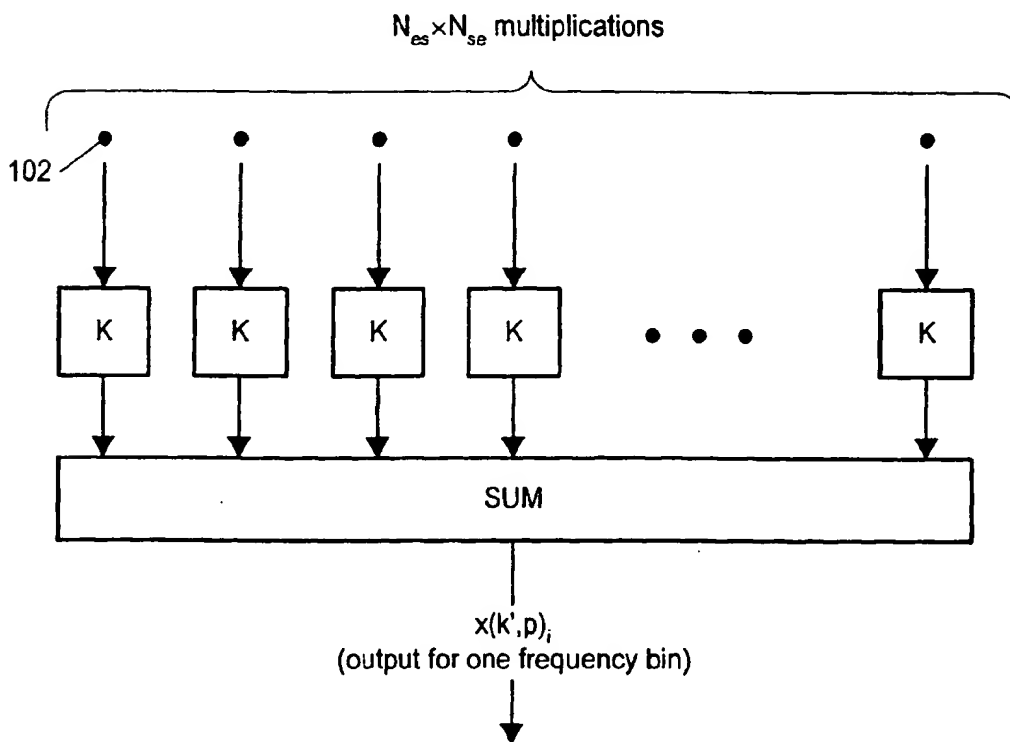 N_es×N_se multiplications
102
K K K K • • • K
SUM
x(k',p)_i
(output for one frequency bin)